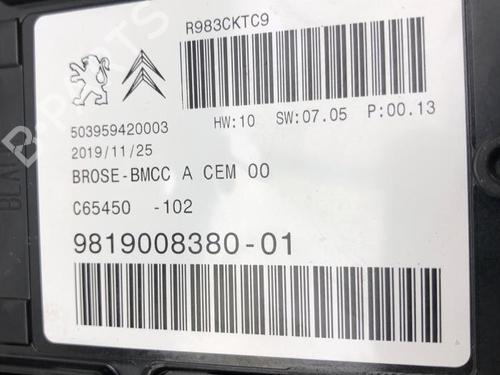 R983CKTC9
503959420003
HW:10 SW:07.05 P:00.13
2019/11/25
BROSE-BMCC A CEM 00
C65450 -102
9819008380-01